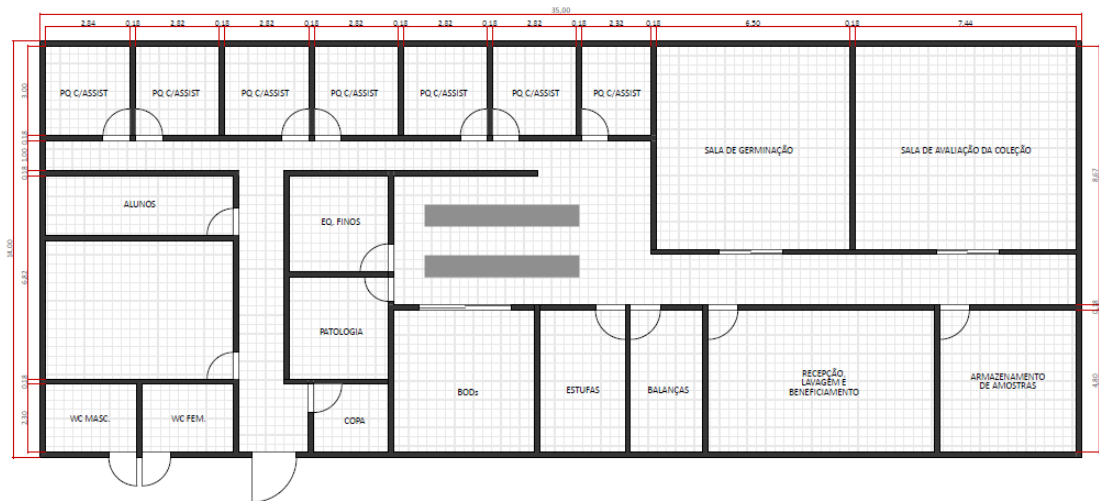 35,00
2,84 0,18 2,82 0,18 2,82 0,18 2,82 0,18 2,82 0,18 2,82 0,18 2,32 0,18 6,50 0,18 7,44
PQ C/ASSIST PQ C/ASSIST PQ C/ASSIST PQ C/ASSIST PQ C/ASSIST PQ C/ASSIST PQ C/ASSIST
3,00
0,18
1,00
0,18
SALA DE GERMINAÇÃO
SALA DE AVALIAÇÃO DA COLEÇÃO
8,67
14,00
ALUNOS
EQ. FINOS
6,82
0,18
PATOLOGIA
0,18
2,30
WC MASC.
WC FEM.
COPA
BODs
ESTUFAS
BALANÇAS
RECEPÇÃO,
LAVAGEM E
BENEFICIAMENTO
ARMAZENAMENTO
DE AMOSTRAS
4,80